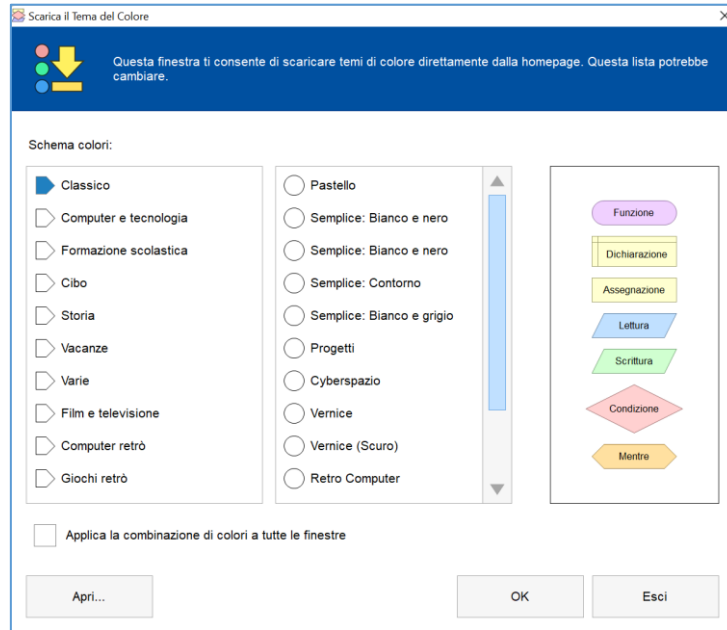 Scarica il Tema del Colore
Questa finestra ti consente di scaricare temi di colore direttamente dalla homepage. Questa lista potrebbe
cambiare.
Schema colori:
Classico
Computer e tecnologia
Formazione scolastica
Cibo
Storia
Vacanze
Varie
Film e televisione
Computer retrò
Giochi retrò
Pastello
Semplice: Bianco e nero
Semplice: Bianco e nero
Semplice: Contorno
Semplice: Bianco e grigio
Progetti
Cyberspazio
Vernice
Vernice (Scuro)
Retro Computer
Funzione
Dichiarazione
Assegnazione
Lettura
Scrittura
Condizione
Mentre
Applica la combinazione di colori a tutte le finestre
Apri...
OK
Esci